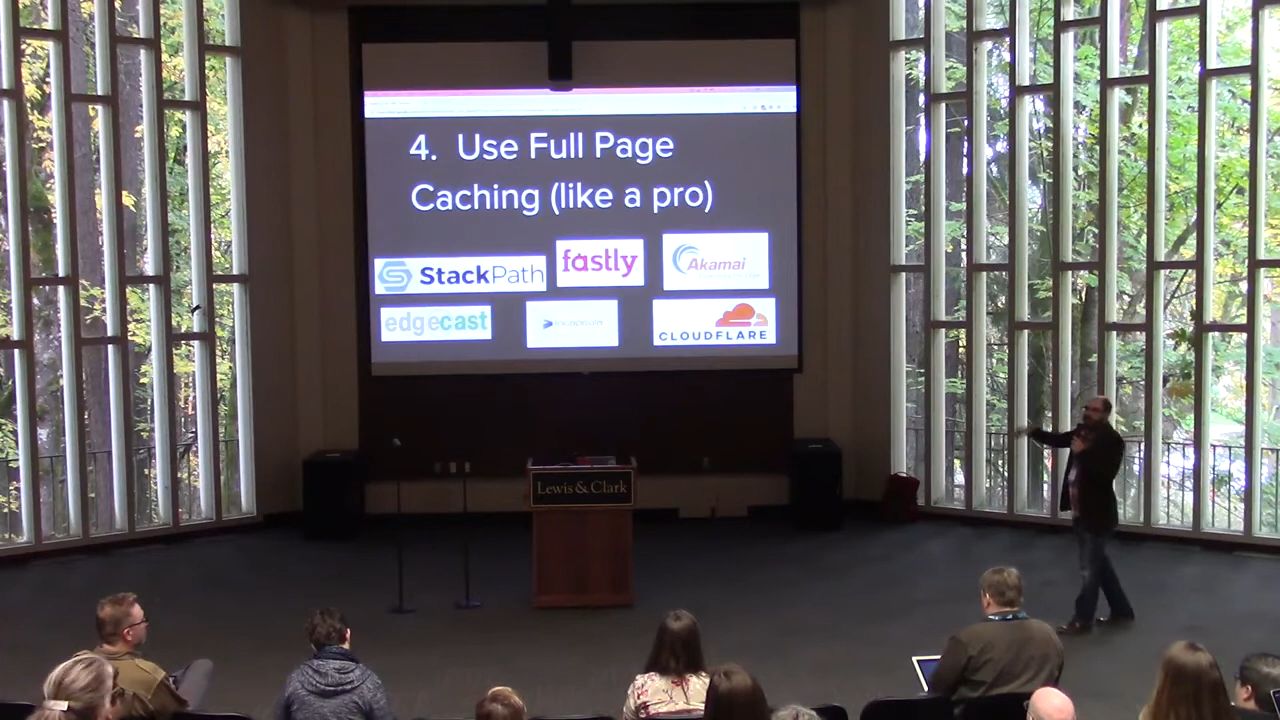 4. Use Full Page
Caching (like a pro)
StackPath
fastly
Akamai
edgecast
CLOUDFLARE
Lewis & Clark